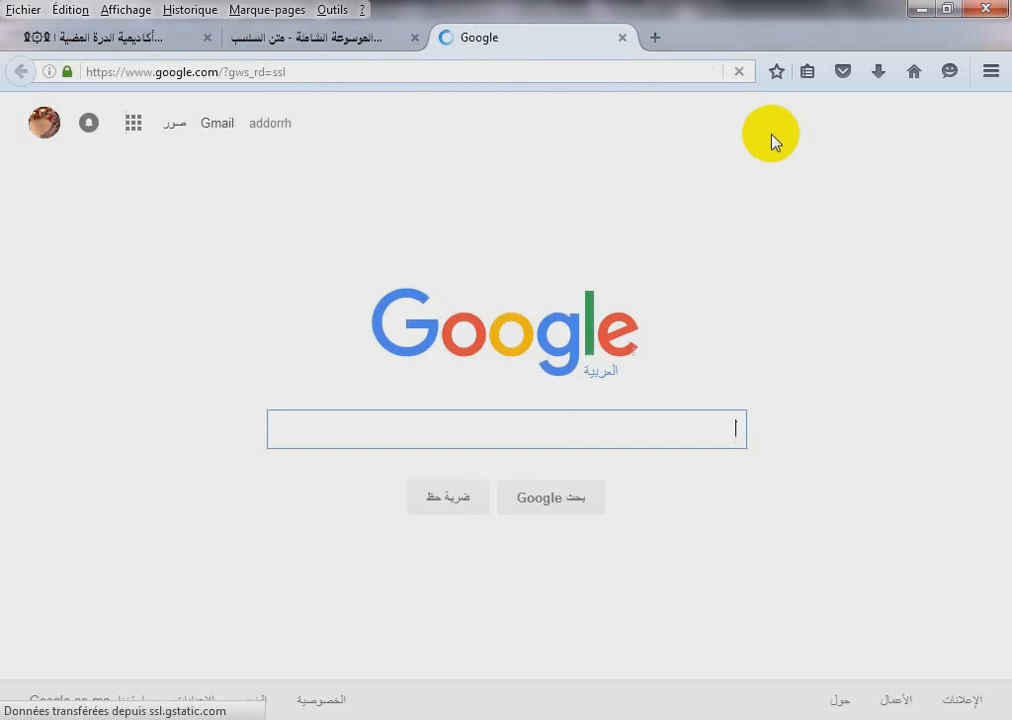 Fichier Édition Affichage Historique Marque-pages Outils ?
أكاديمية الدرة المضية | ۩۞۩...
الموسوعة الشاملة - متن السلسب...
Google
https://www.google.com/?gws_rd=ssl
صور Gmail addorrh
Google
العربية
بحث Google
ضربة حظ
الإعلانات الأعمال حول الخصوصية
Données transférées depuis ssl.gstatic.com